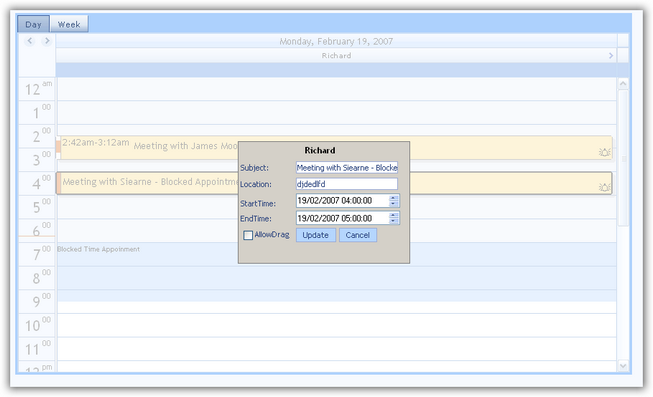 Day Week
Monday, February 19, 2007
Richard
12 am
1 00
2 00
2:42am-3:12am Meeting with James Moo
3 00
4 00
Meeting with Siearne - Blocked Appointme
5 00
6 00
7 00
Blocked Time Appoinment
8 00
9 00
10 00
11 00
12 pm
Richard
Subject: Meeting with Siearne - Blocke
Location: djdedlfd
StartTime: 19/02/2007 04:00:00
EndTime: 19/02/2007 05:00:00
AllowDrag Update Cancel